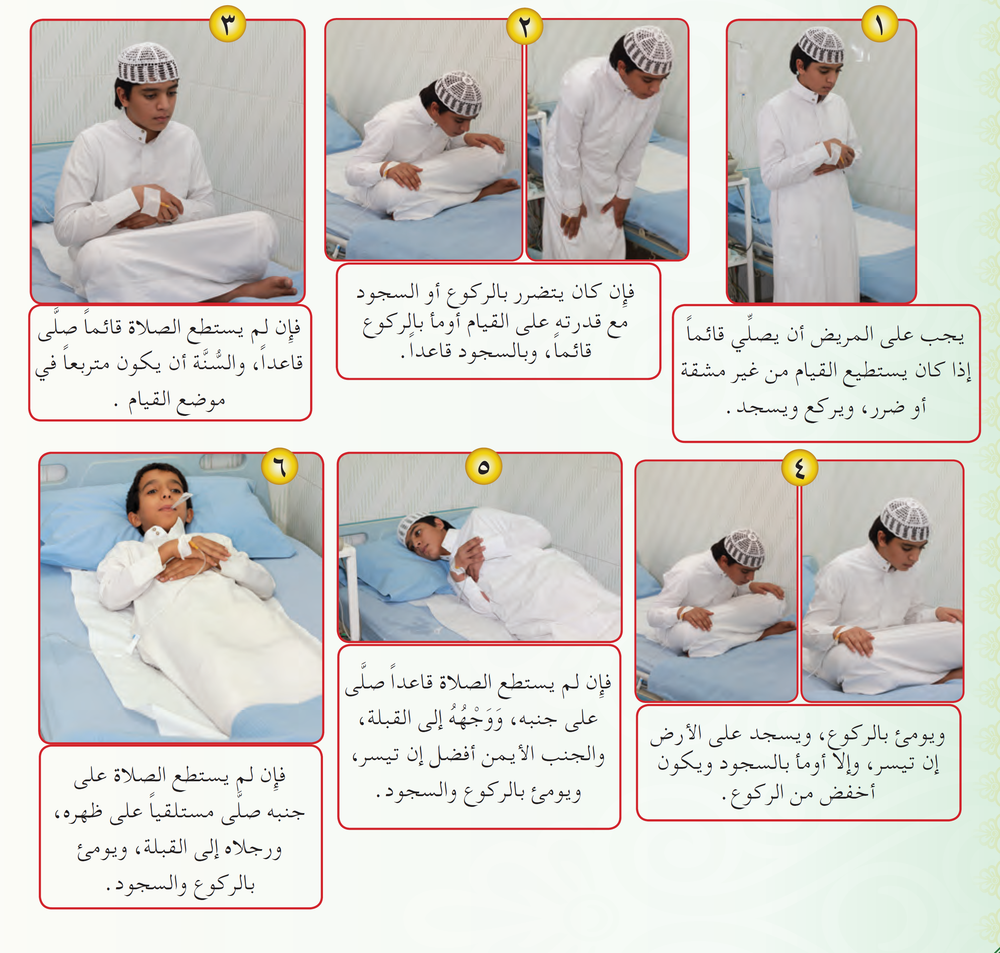 ١
يجب على المريض أن يصلِّي قائماً
إذا كان يستطيع القيام من غير مشقة
أو ضرر، ويركع ويسجد.
٢
فإِن كان يتضرر بالركوع أو السجود
مع قدرته على القيام أومأ بالركوع
قائماً، وبالسجود قاعداً.
٣
فإِن لم يستطع الصلاة قائماً صلَّى
قاعداً، والسُّنَّة أن يكون متربعاً في
موضع القيام .
٤
ويومئ بالركوع، ويسجد على الأرض
إن تيسر، وإلا أومأ بالسجود ويكون
أخفض من الركوع.
٥
فإِن لم يستطع الصلاة قاعداً صلَّى
على جنبه، وَوَجْهُهُ إلى القبلة،
والجنب الأيمن أفضل إن تيسر،
ويومئ بالركوع والسجود.
٦
فإِن لم يستطع الصلاة على
جنبه صلَّى مستلقياً على ظهره،
ورجلاه إلى القبلة، ويومئ
بالركوع والسجود.